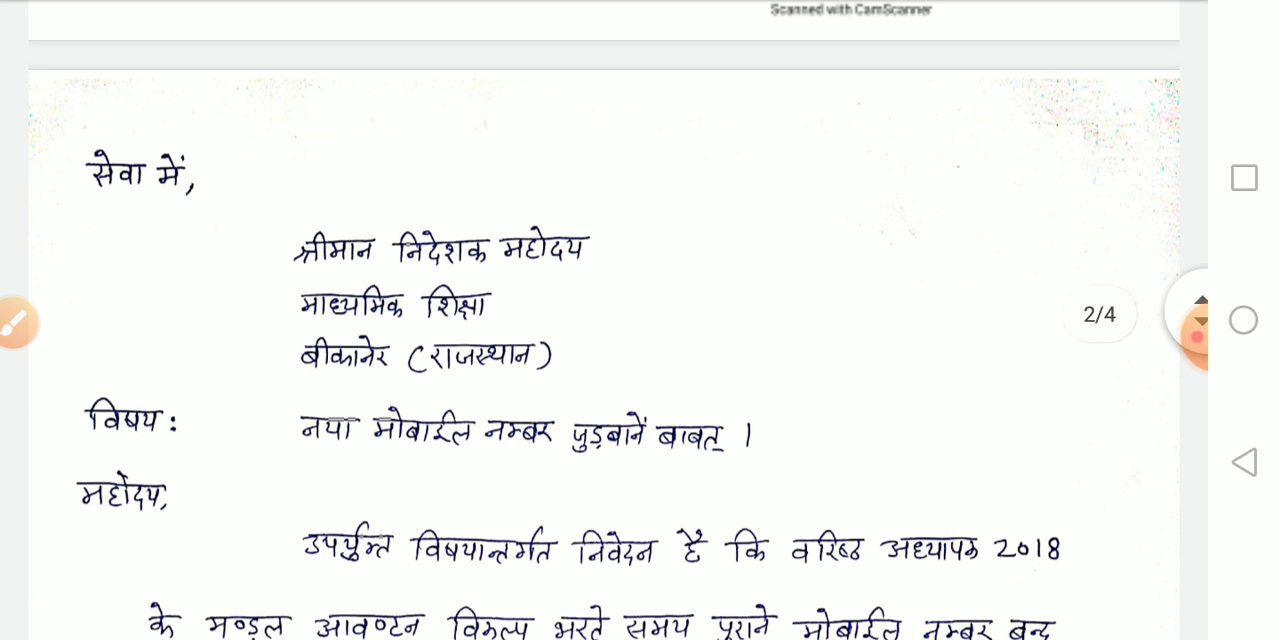 Scanned with CamScanner
सेवा में,
श्रीमान निदेशक महोदय
माध्यमिक शिक्षा
बीकानेर (राजस्थान)
2/4
विषय : नया मोबाईल नम्बर जुड़बानें बाबत् ।
महोदय,
उपर्युक्त विषयान्तर्गत निवेदन है कि वरिष्ठ अध्यापक 2018
के मण्डल आवण्टन विकल्प भरते समय पुराने मोबाईल नम्बर बन्द